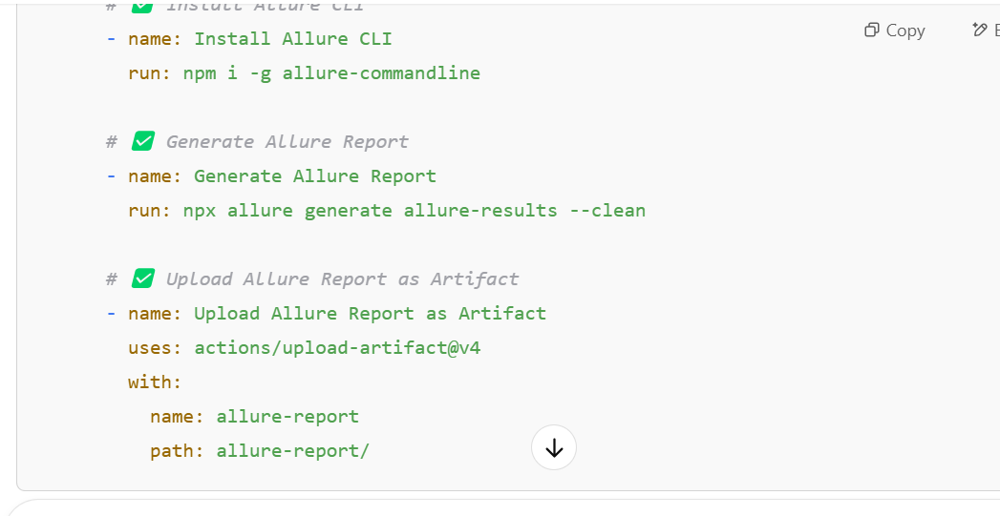 # ✅ Install Allure CLI
- name: Install Allure CLI
Copy
run: npm i -g allure-commandline
# ✅ Generate Allure Report
- name: Generate Allure Report
run: npx allure generate allure-results --clean
# ✅ Upload Allure Report as Artifact
- name: Upload Allure Report as Artifact
uses: actions/upload-artifact@v4
with:
name: allure-report
path: allure-report/